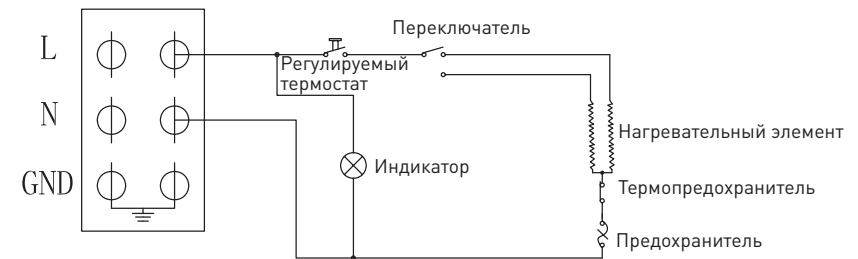 L
N
GND
Переключатель
Регулируемый
термостат
Индикатор
Нагревательный элемент
Термопредохранитель
Предохранитель